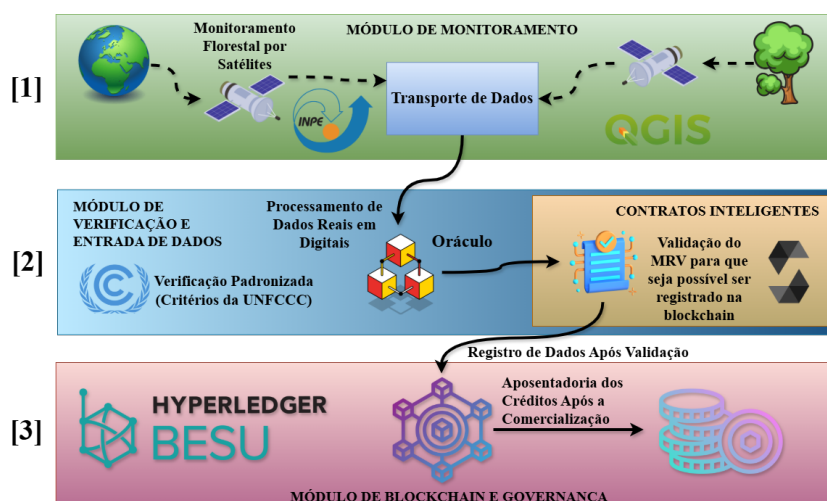 [1]
Monitoramento
Florestal por
Satélites
MÓDULO DE MONITORAMENTO
INPE
Transporte de Dados
QGIS
[2]
MÓDULO DE
VERIFICAÇÃO E
ENTRADA DE DADOS
Verificação Padronizada
(Critérios da UNFCCC)
Processamento de
Dados Reais em
Digitais
Oráculo
CONTRATOS INTELIGENTES
Validação do
MRV para que
seja possível ser
registrado na
blockchain
[3]
Registro de Dados Após Validação
HYPERLEDGER
BESU
Aposentadoria dos
Créditos Após a
Comercialização
MÓDULO DE BLOCKCHAIN E GOVERNANÇA